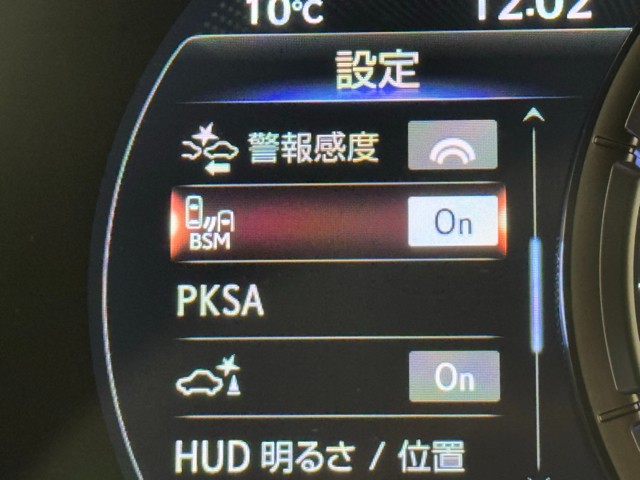 10°C 12:02
設定
警報感度
BSM On
PKSA
On
HUD 明るさ / 位置